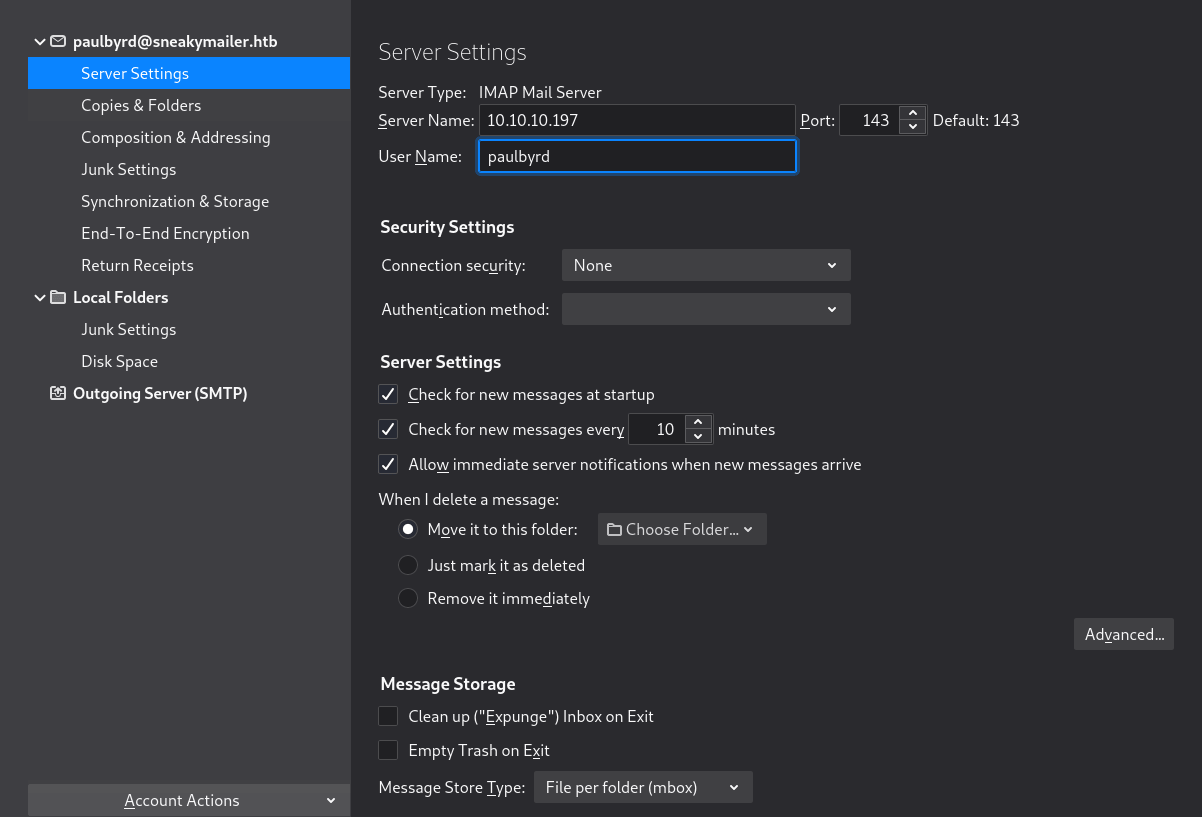 paulbyrd@sneakymailer.htb
Server Settings
Copies & Folders
Composition & Addressing
Junk Settings
Synchronization & Storage
End-To-End Encryption
Return Receipts
Local Folders
Junk Settings
Disk Space
Outgoing Server (SMTP)
Account Actions
Server Settings
Server Type: IMAP Mail Server
Server Name: 10.10.10.197 Port: 143 Default: 143
User Name: paulbyrd
Security Settings
Connection security: None
Authentication method:
Server Settings
Check for new messages at startup
Check for new messages every 10 minutes
Allow immediate server notifications when new messages arrive
When I delete a message:
Move it to this folder: Choose Folder...
Just mark it as deleted
Remove it immediately
Advanced...
Message Storage
Clean up ("Expunge") Inbox on Exit
Empty Trash on Exit
Message Store Type: File per folder (mbox)